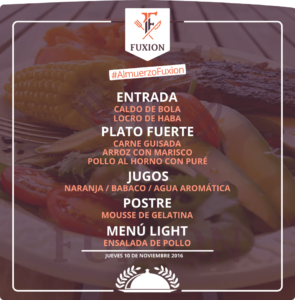 FUXION
#AlmuerzoFuxion
ENTRADA
CALDO DE BOLA
LOCRO DE HABA
PLATO FUERTE
CARNE GUISADA
ARROZ CON MARISCO
POLLO AL HORNO CON PURÉ
JUGOS
NARANJA / BABACO / AGUA AROMÁTICA
POSTRE
MOUSSE DE GELATINA
MENÚ LIGHT
ENSALADA DE POLLO
JUEVES 10 DE NOVIEMBRE 2016